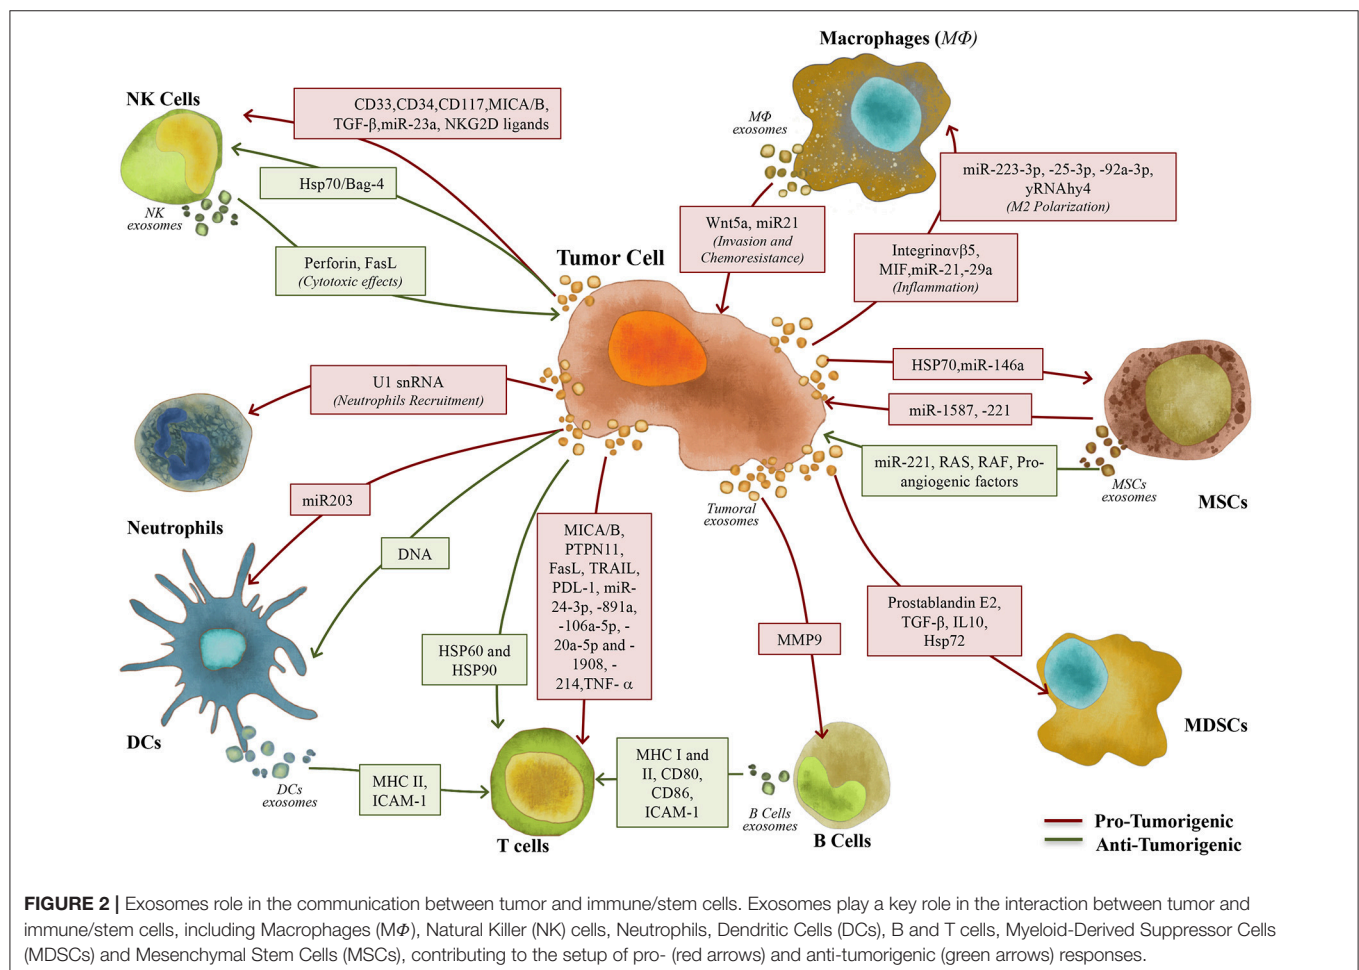 Macrophages (MΦ)
NK Cells
CD33,CD34,CD117,MICA/B,
TGF-β,miR-23a, NKG2D ligands
MΦ
exosomes
miR-223-3p, -25-3p, -92a-3p,
yRNAhy4
(M2 Polarization)
Hsp70/Bag-4
NK
exosomes
Wnt5a, miR21
(Invasion and
Chemoresistance)
Integrinαvβ5,
MIF,miR-21,-29a
(Inflammation)
Perforin, FasL
(Cytotoxic effects)
Tumor Cell
HSP70,miR-146a
U1 snRNA
(Neutrophils Recruitment)
miR-1587, -221
miR-221, RAS, RAF, Pro-
angiogenic factors
MSCs
exosomes
MSCs
miR203
Tumoral
exosomes
Neutrophils
DNA
MICA/B,
PTPN11,
FasL, TRAIL,
PDL-1, miR-
24-3p, -891a,
-106a-5p, -
20a-5p and -
1908, -
214,TNF- α
Prostablandin E2,
TGF-β, IL10,
Hsp72
HSP60 and
HSP90
MMP9
DCs
MDSCs
MHC II,
ICAM-1
DCs
exosomes
MHC I and
II, CD80,
CD86,
ICAM-1
B Cells
exosomes
T cells
B Cells
Pro-Tumorigenic
Anti-Tumorigenic
FIGURE 2 | Exosomes role in the communication between tumor and immune/stem cells. Exosomes play a key role in the interaction between tumor and
immune/stem cells, including Macrophages (MΦ), Natural Killer (NK) cells, Neutrophils, Dendritic Cells (DCs), B and T cells, Myeloid-Derived Suppressor Cells
(MDSCs) and Mesenchymal Stem Cells (MSCs), contributing to the setup of pro- (red arrows) and anti-tumorigenic (green arrows) responses.